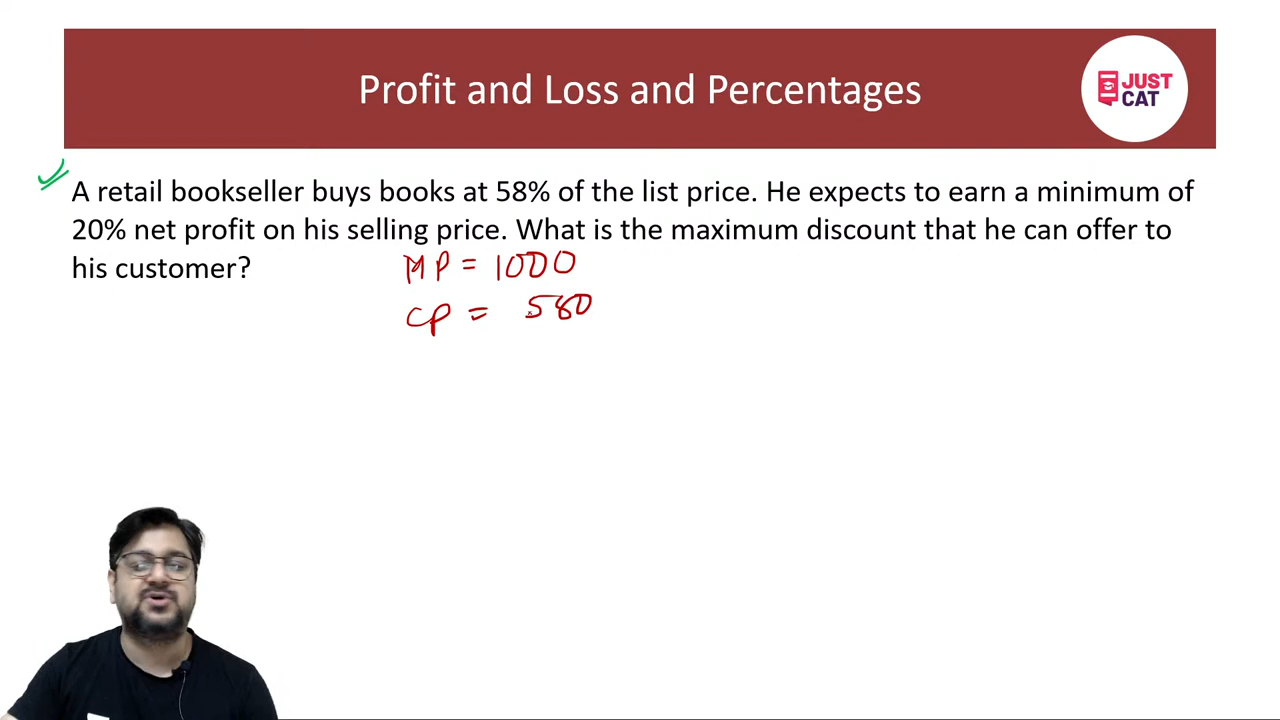 Profit and Loss and Percentages
JUST
CAT
A retail bookseller buys books at 58% of the list price. He expects to earn a minimum of
20% net profit on his selling price. What is the maximum discount that he can offer to
his customer?
MP = 1000
CP = 580